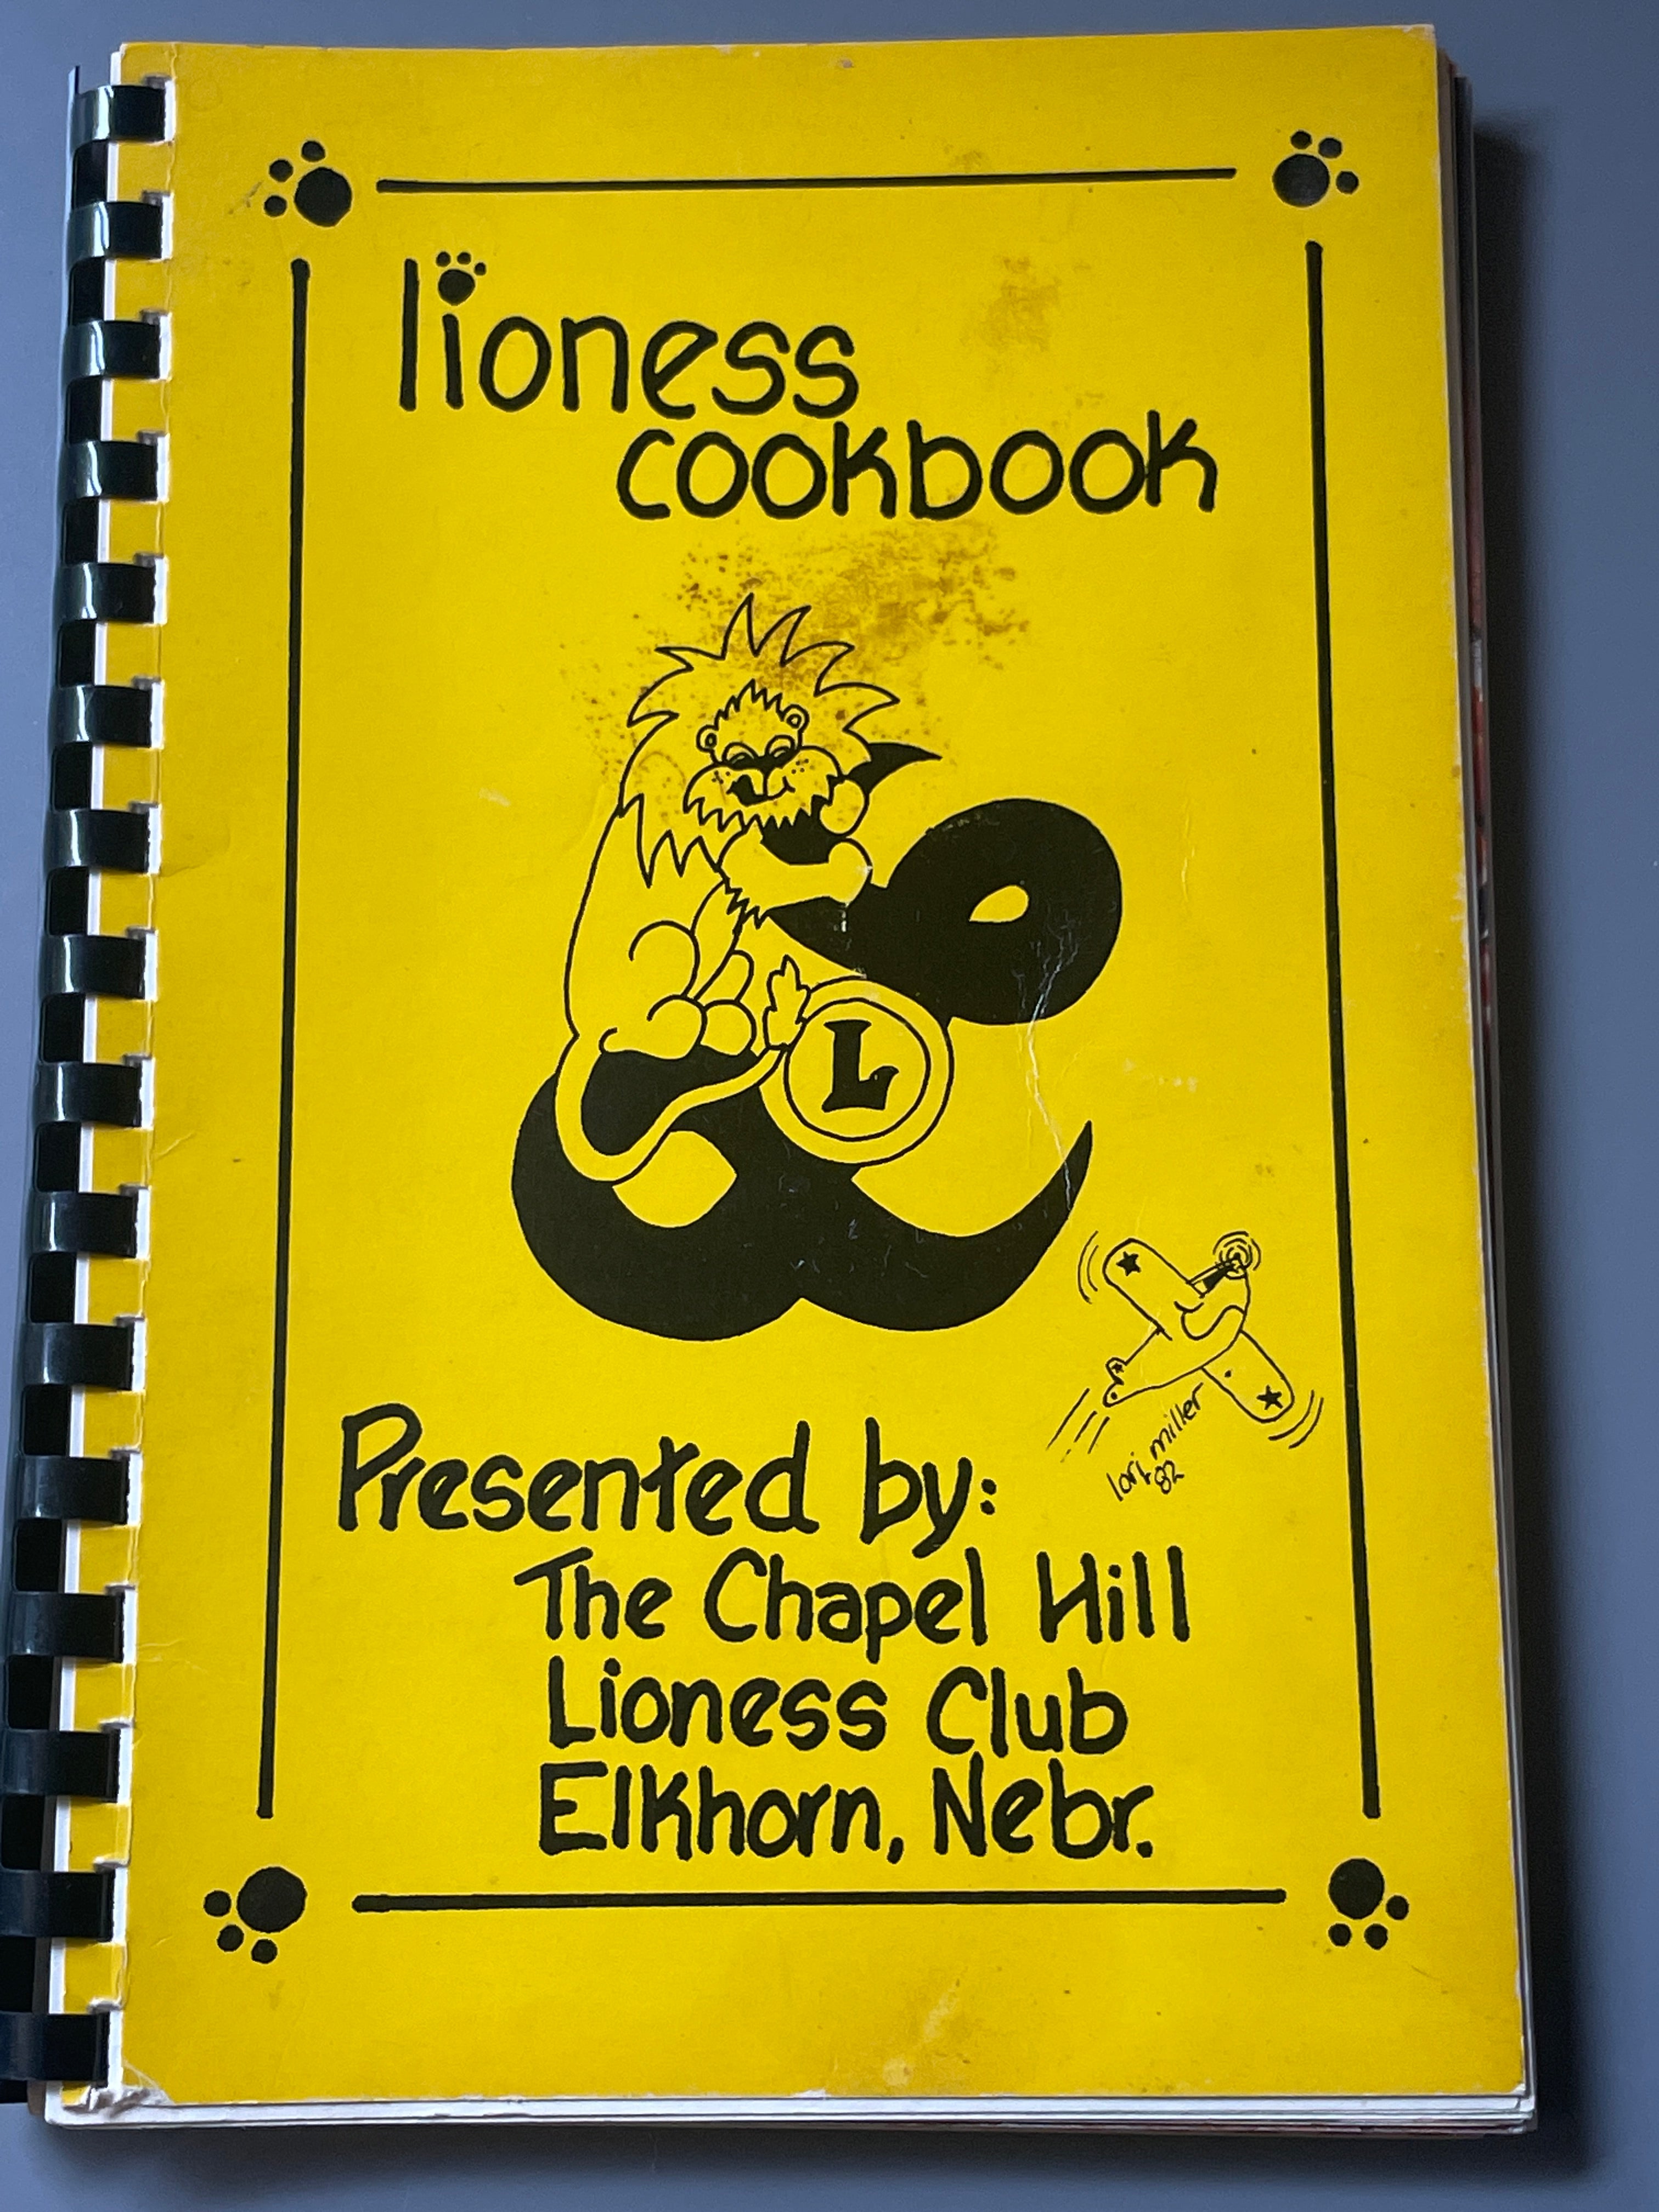 lioness
cookbook
L
lori miller
82
Presented by:
The Chapel Hill
Lioness Club
Elkhorn, Nebr.